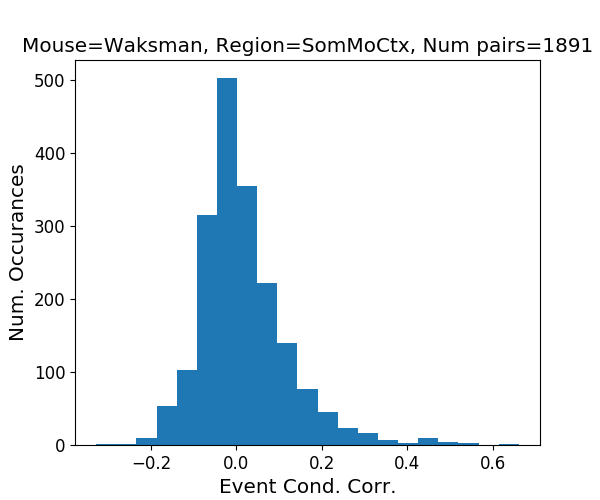 Mouse=Waksman, Region=SomMoCtx, Num pairs=1891
500
400
300
200
100
0
Num. Occurances
−0.2 0.0 0.2 0.4 0.6
Event Cond. Corr.